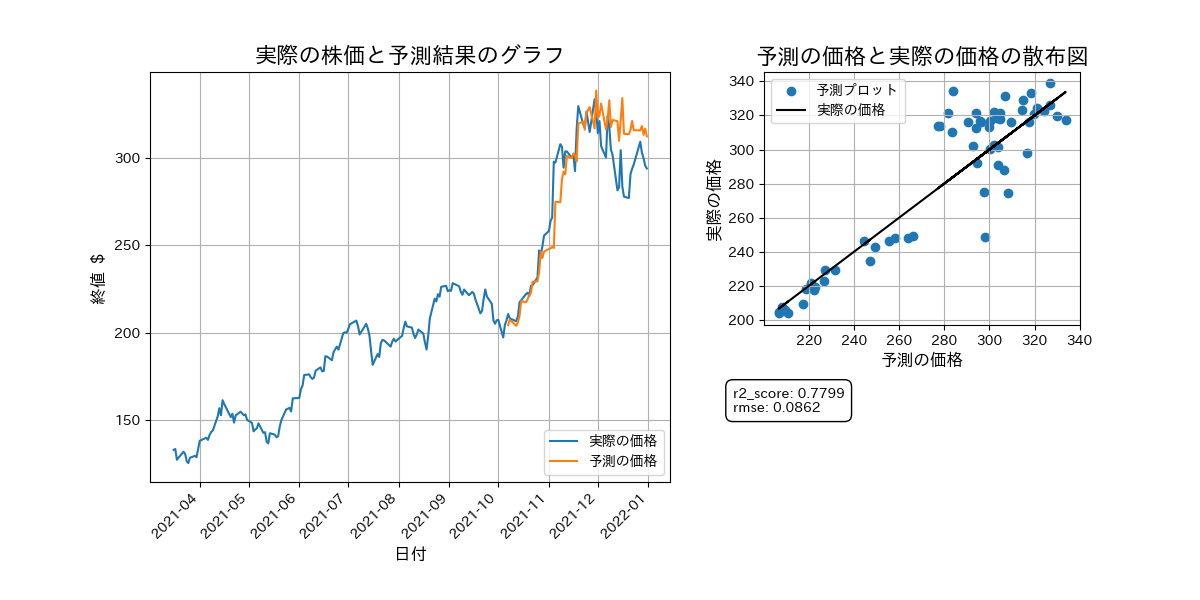 実際の株価と予測結果のグラフ
終値 $
300
250
200
150
実際の価格
予測の価格
2021-04
2021-05
2021-06
2021-07
2021-08
2021-09
2021-10
2021-11
2021-12
2022-01
日付
予測の価格と実際の価格の散布図
予測プロット
実際の価格
実際の価格
340
320
300
280
260
240
220
200
220
240
260
280
300
320
340
予測の価格
r2_score: 0.7799
rmse: 0.0862